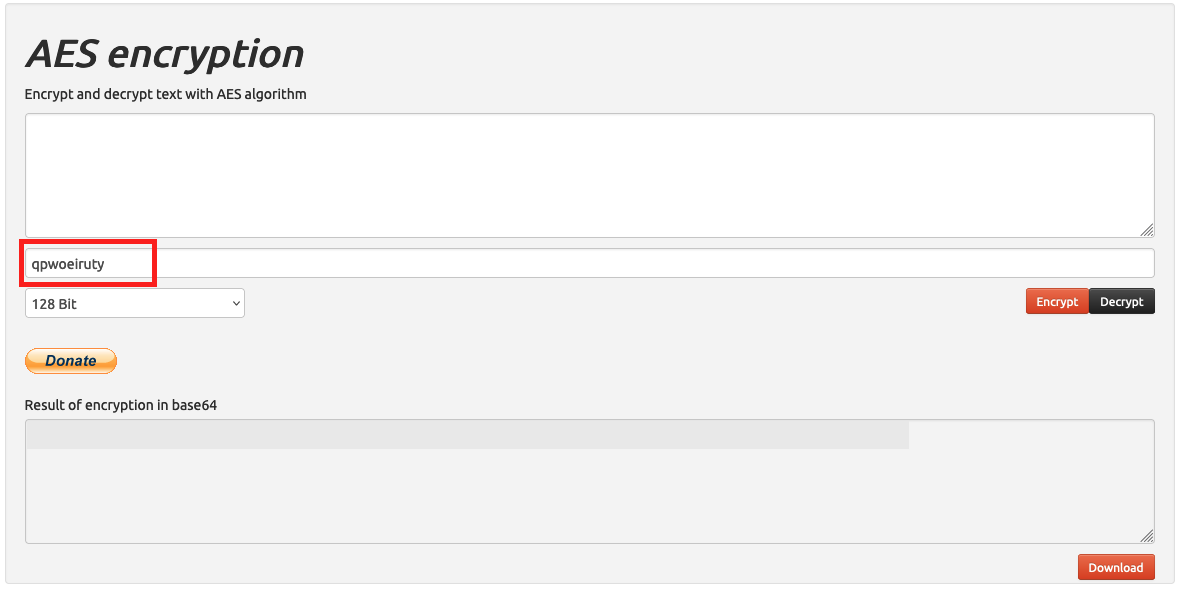 AES encryption
Encrypt and decrypt text with AES algorithm
qpwoeiruty
128 Bit
Encrypt Decrypt
Donate
Result of encryption in base64
Download